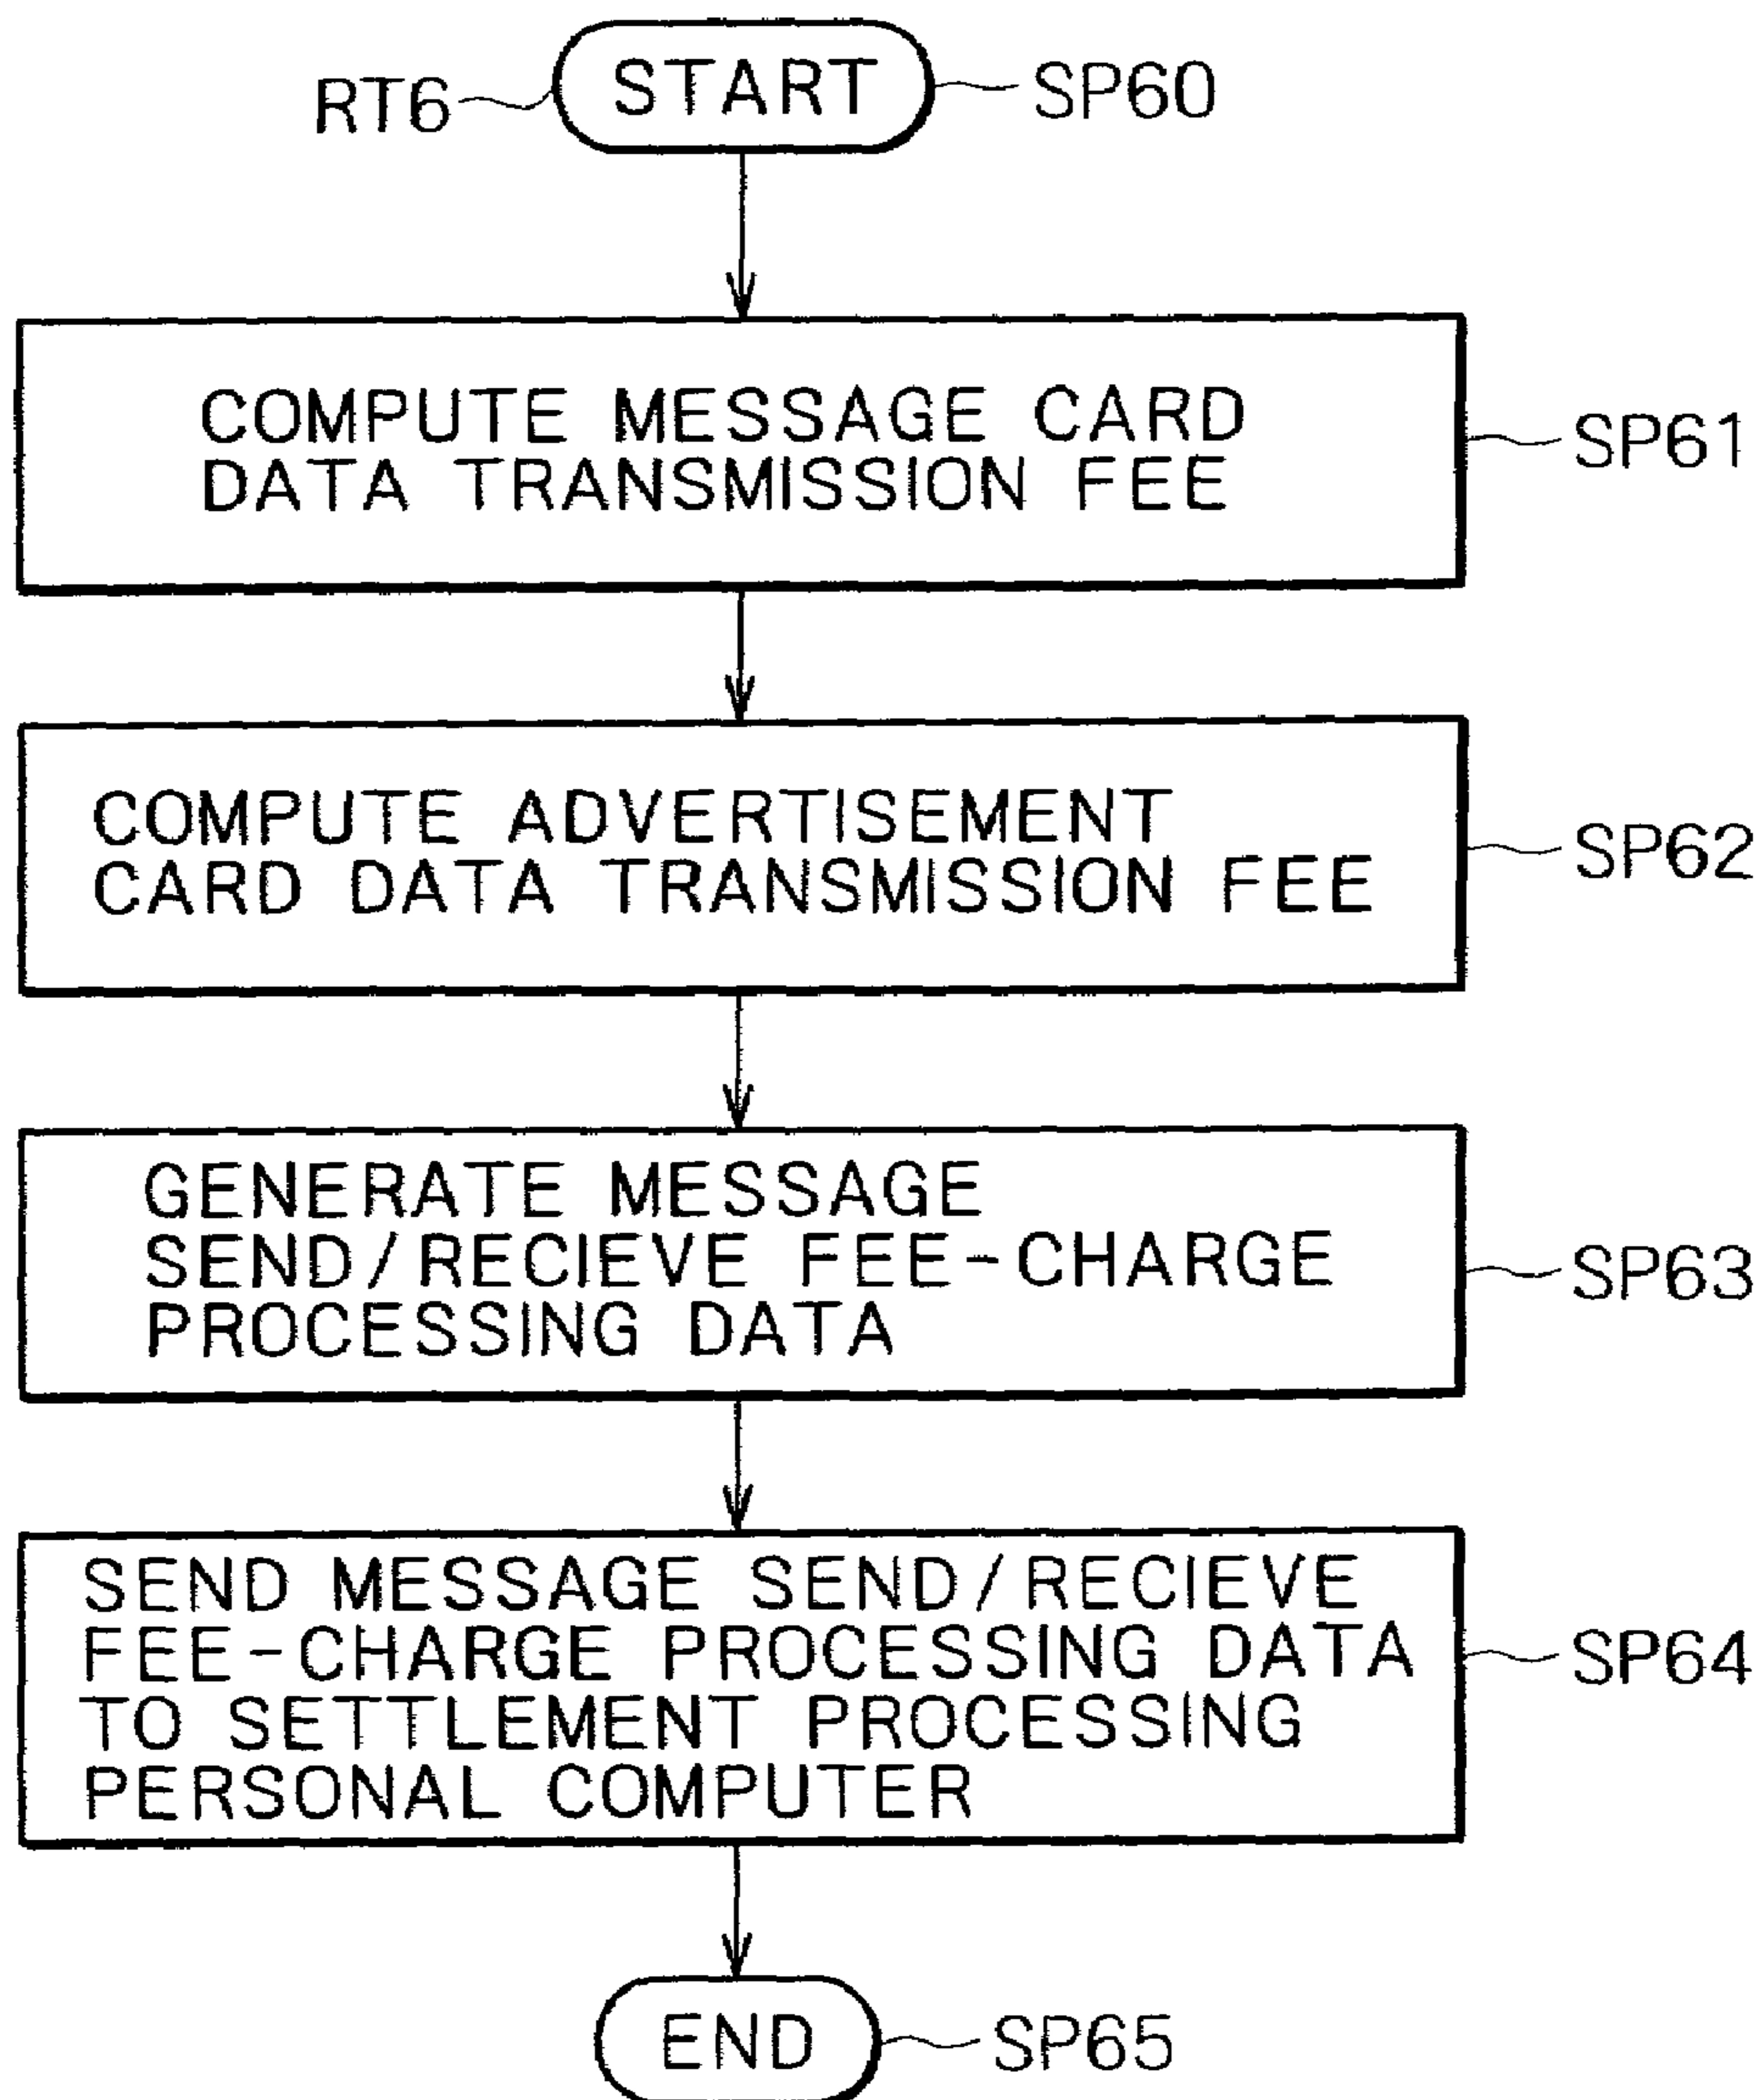 RT6
START
SP60
COMPUTE MESSAGE CARD
DATA TRANSMISSION FEE
SP61
COMPUTE ADVERTISEMENT
CARD DATA TRANSMISSION FEE
SP62
GENERATE MESSAGE
SEND/RECIEVE FEE-CHARGE
PROCESSING DATA
SP63
SEND MESSAGE SEND/RECIEVE
FEE-CHARGE PROCESSING DATA
TO SETTLEMENT PROCESSING
PERSONAL COMPUTER
SP64
END
SP65